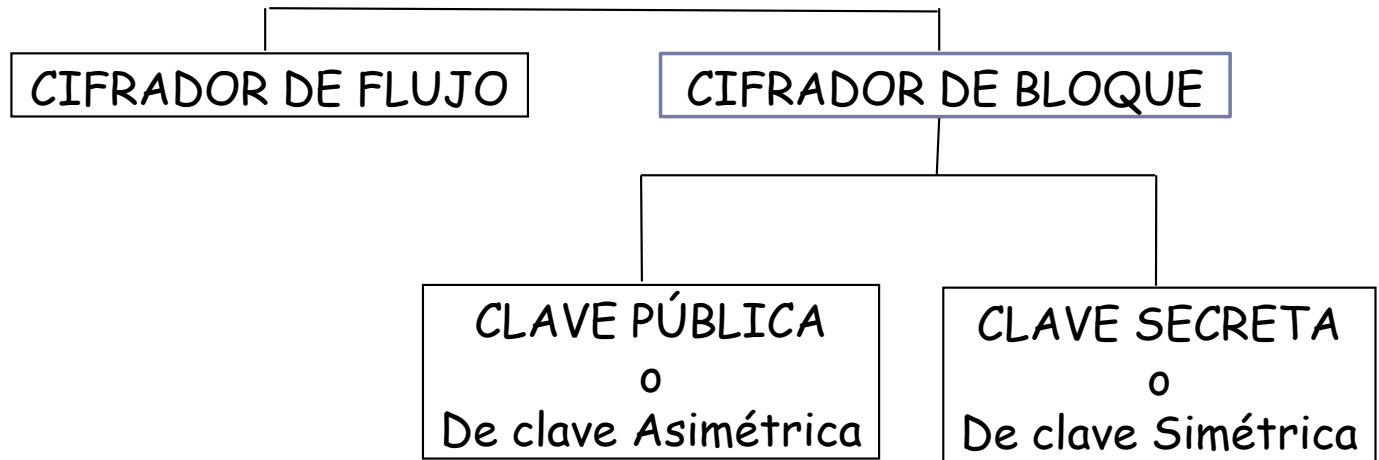 CIFRADOR DE FLUJO
CIFRADOR DE BLOQUE
CLAVE PÚBLICA
o
De clave Asimétrica
CLAVE SECRETA
o
De clave Simétrica